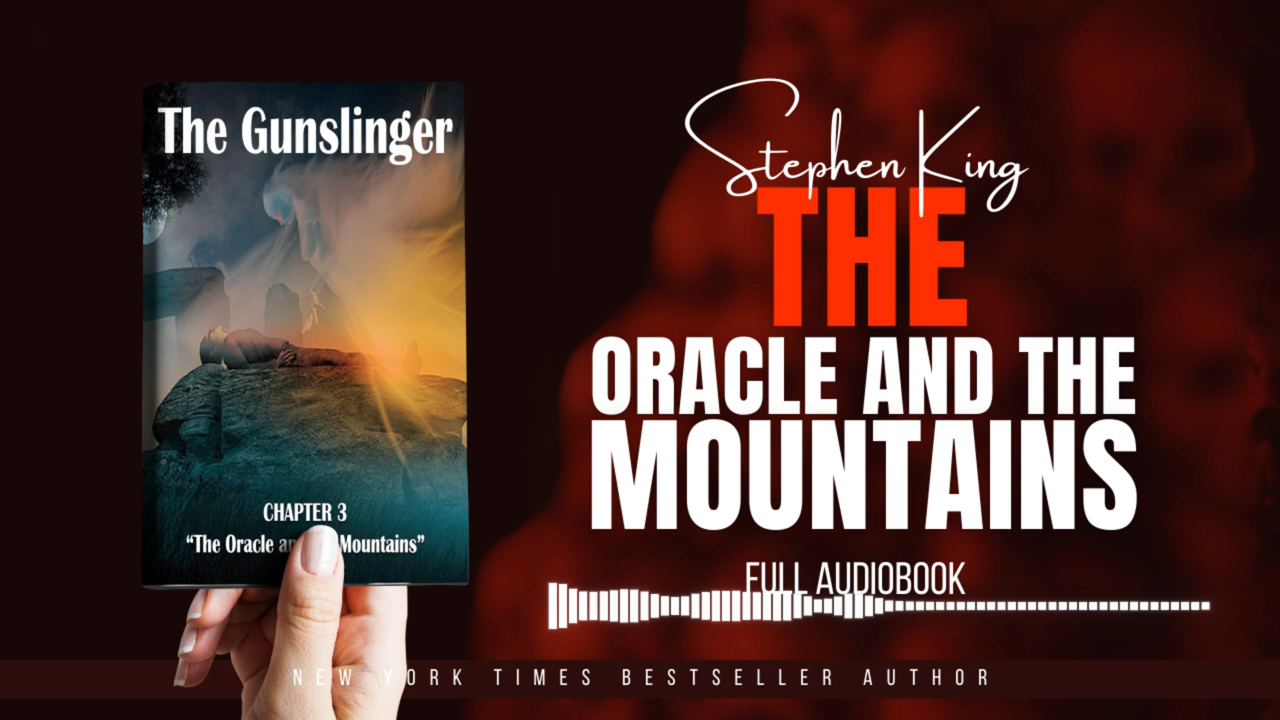 The Gunslinger
CHAPTER 3
“The Oracle an Mountains”
Stephen King
THE
ORACLE AND THE
MOUNTAINS
FULL AUDIOBOOK
NEW YORK TIMES BESTSELLER AUTHOR